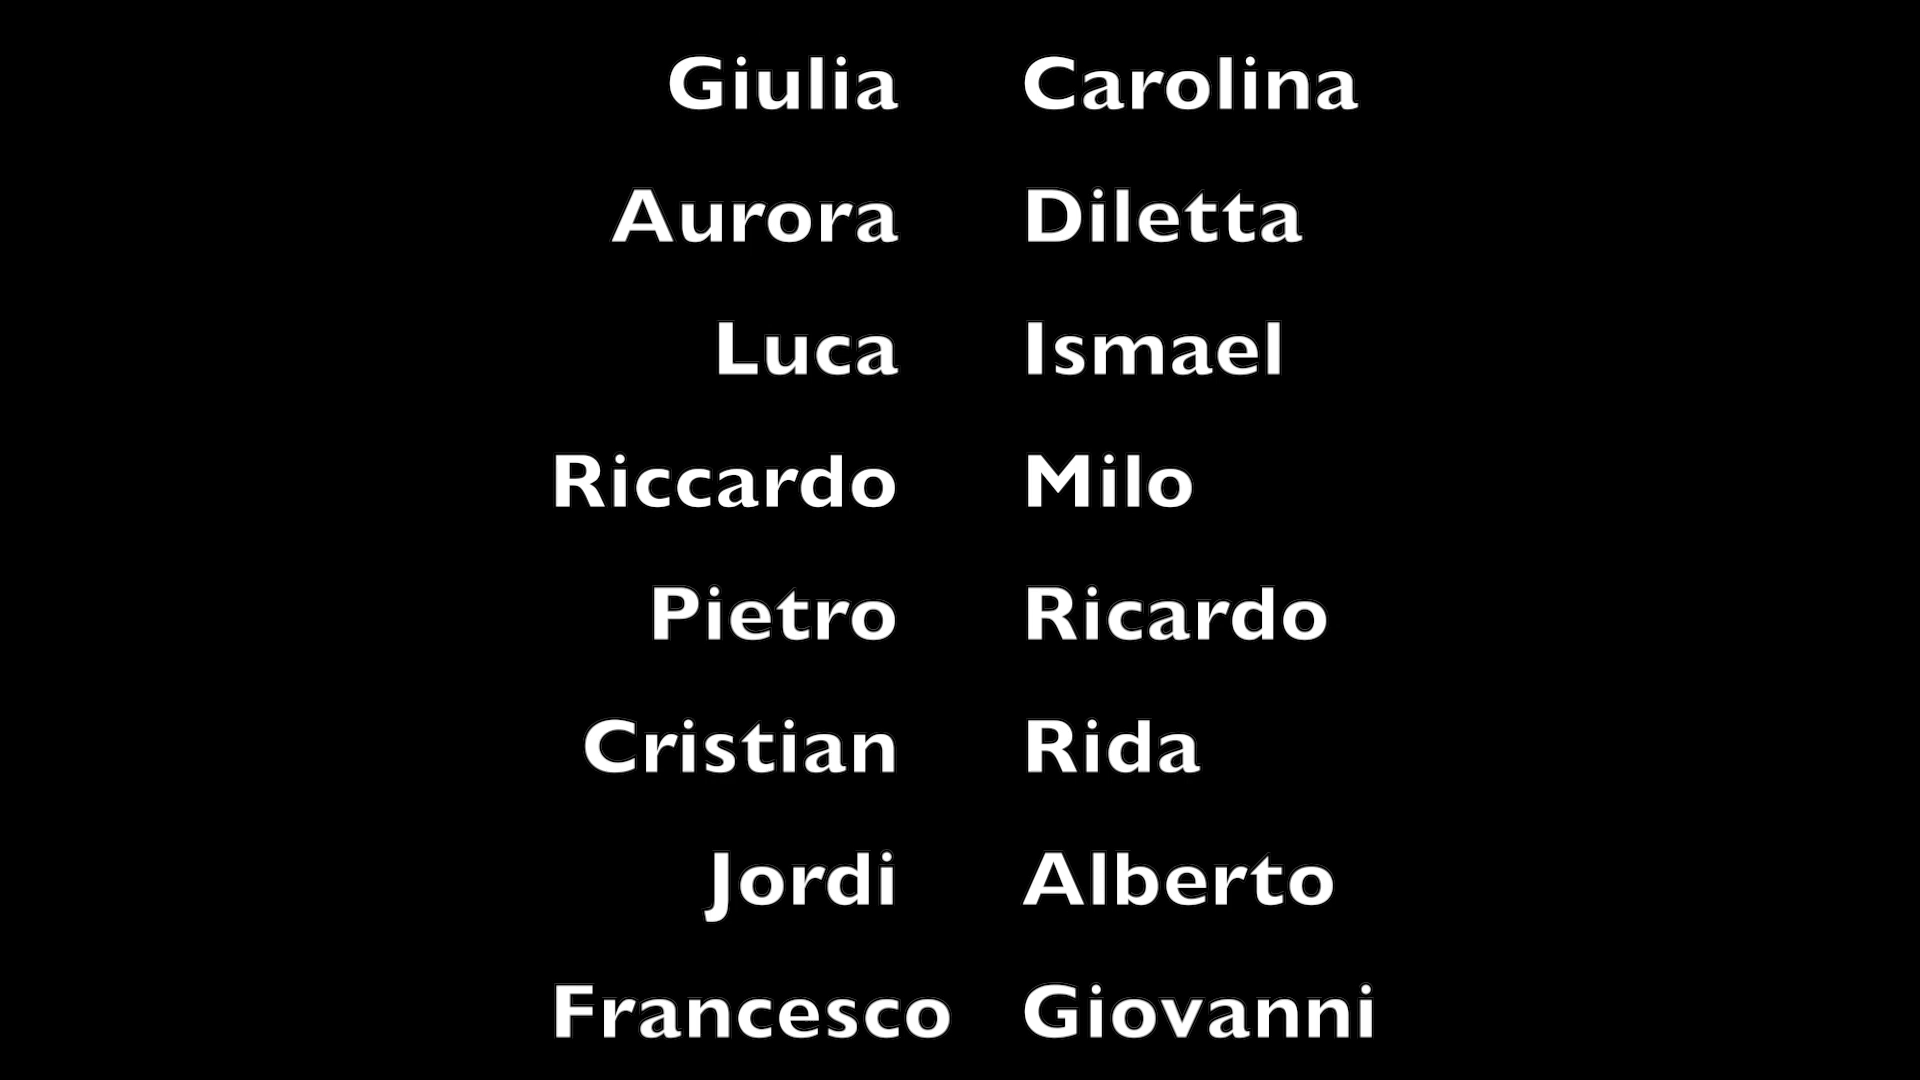 Giulia Carolina
Aurora Diletta
Luca Ismael
Riccardo Milo
Pietro Ricardo
Cristian Rida
Jordi Alberto
Francesco Giovanni